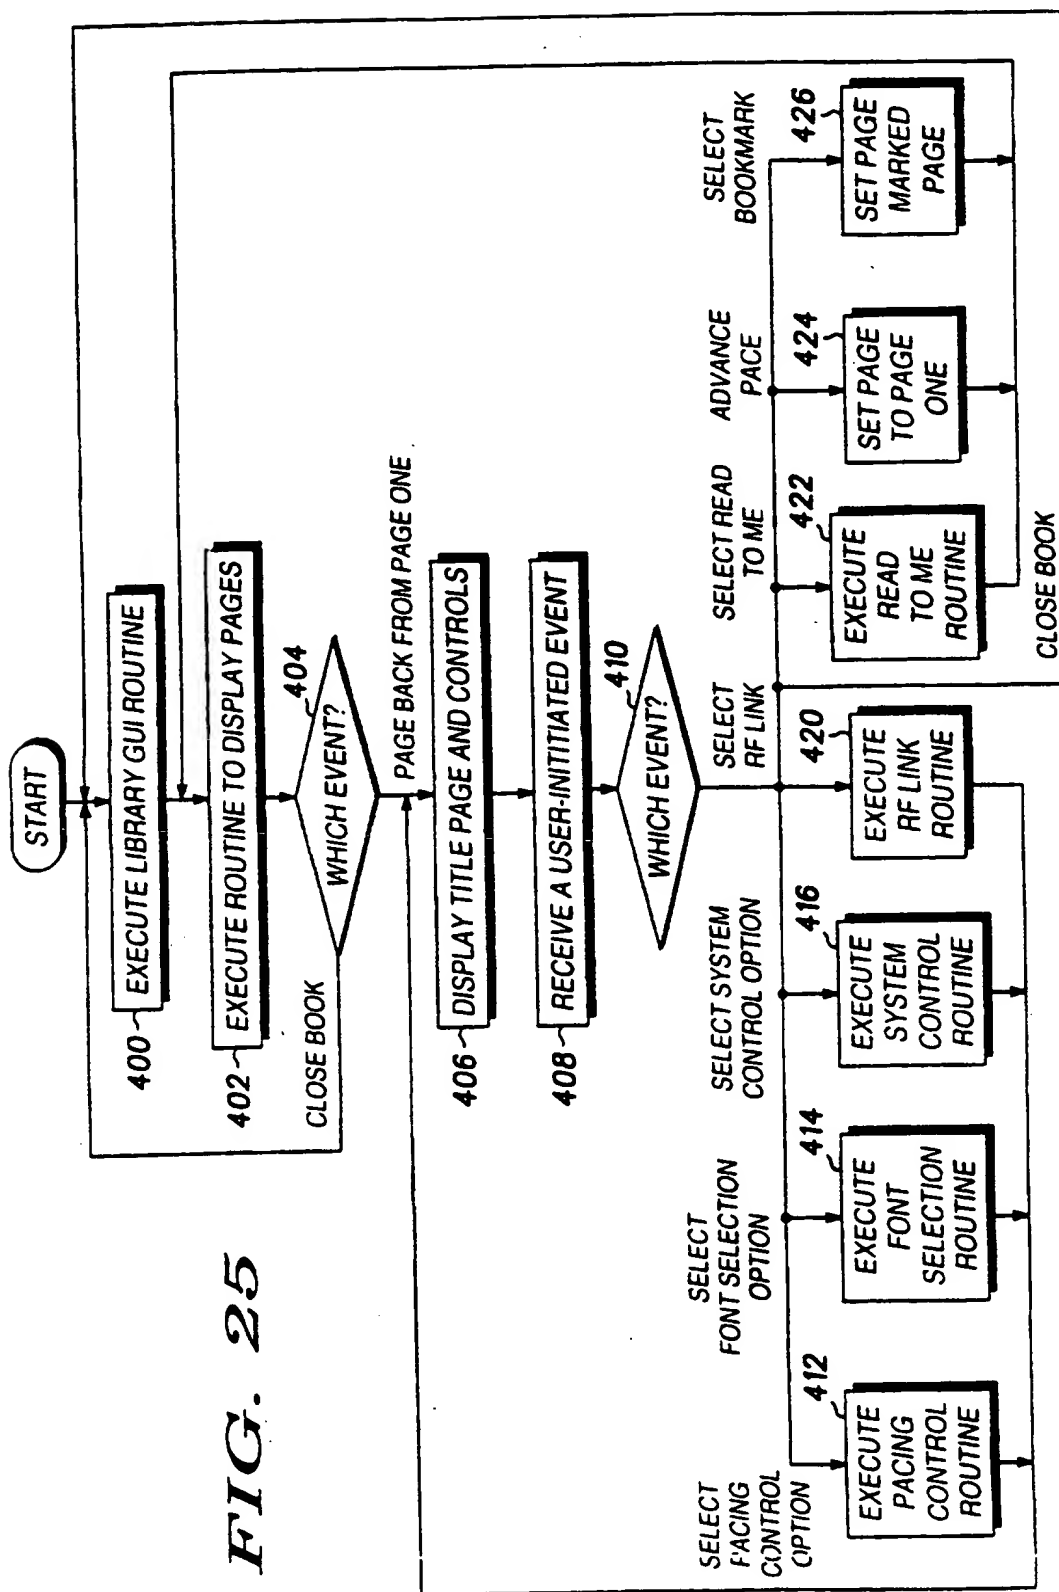 FIG. 25
START
EXECUTE LIBRARY GUI ROUTINE
400
EXECUTE ROUTINE TO DISPLAY PAGES
402
WHICH EVENT?
404
CLOSE BOOK
PAGE BACK FROM PAGE ONE
DISPLAY TITLE PAGE AND CONTROLS
406
RECEIVE A USER-INITIATED EVENT
408
WHICH EVENT?
410
SELECT
PACING
CONTROL
OPTION
412
EXECUTE
PACING
CONTROL
ROUTINE
SELECT
FONT SELECTION
OPTION
414
EXECUTE
FONT
SELECTION
ROUTINE
SELECT SYSTEM
CONTROL OPTION
416
EXECUTE
SYSTEM
CONTROL
ROUTINE
SELECT
RF LINK
420
EXECUTE
RF LINK
ROUTINE
SELECT READ
TO ME
422
EXECUTE
READ
TO ME
ROUTINE
ADVANCE
PACE
424
SET PAGE
TO PAGE
ONE
SELECT
BOOKMARK
426
SET PAGE
MARKED
PAGE
CLOSE BOOK